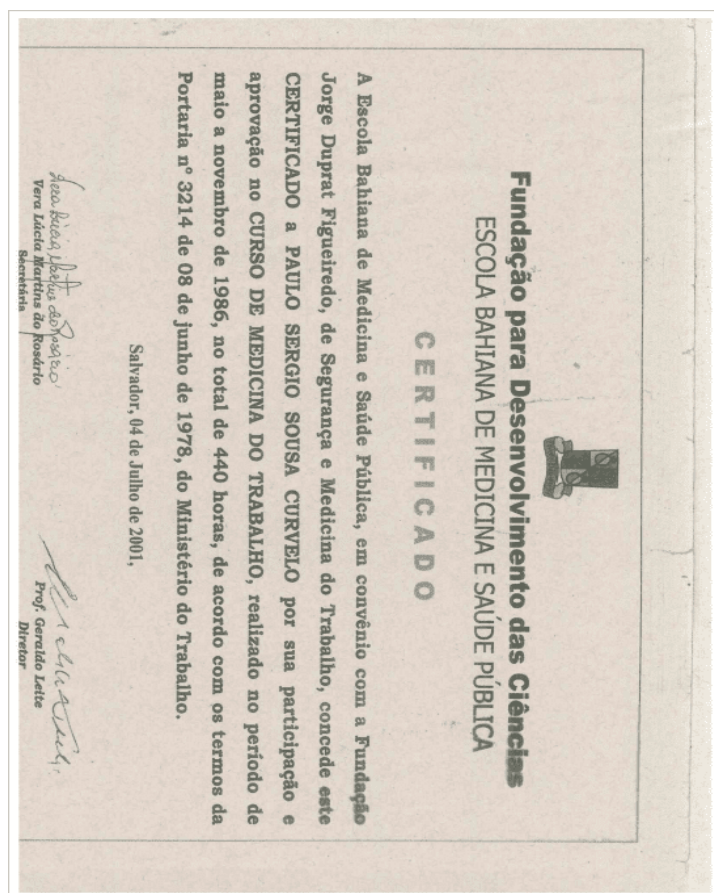 Fundação para Desenvolvimento das Ciências
ESCOLA BAHIANA DE MEDICINA E SAÚDE PÚBLICA
CERTIFICADO
A Escola Bahiana de Medicina e Saúde Pública, em convênio com a Fundação
Jorge Duprat Figueiredo, de Segurança e Medicina do Trabalho, concede este
CERTIFICADO a PAULO SERGIO SOUSA CURVELO por sua participação e
aprovação no CURSO DE MEDICINA DO TRABALHO, realizado no período de
maio a novembro de 1986, no total de 440 horas, de acordo com os termos da
Portaria nº 3214 de 08 de junho de 1978, do Ministério do Trabalho.
Salvador, 04 de Julho de 2001,
Vera Lúcia Martins do Rosário
Vera Lúcia Martins do Rosário
Secretária
Prof. Geraldo Leite
Diretor